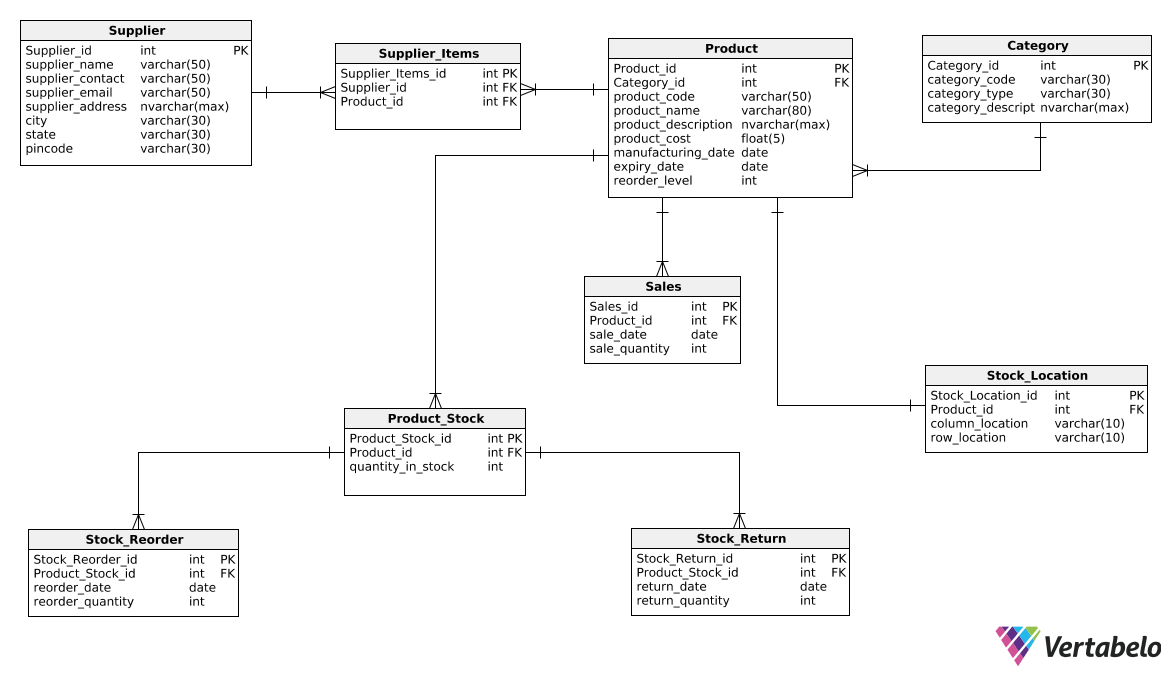 Supplier
Supplier_id int PK
supplier_name varchar(50)
supplier_contact varchar(50)
supplier_email varchar(50)
supplier_address nvarchar(max)
city varchar(30)
state varchar(30)
pincode varchar(30)
Supplier_Items
Supplier_Items_id int PK
Supplier_id int FK
Product_id int FK
Product
Product_id int PK
Category_id int FK
product_code varchar(50)
product_name varchar(80)
product_description nvarchar(max)
product_cost float(5)
manufacturing_date date
expiry_date date
reorder_level int
Category
Category_id int PK
category_code varchar(30)
category_type varchar(30)
category_descript nvarchar(max)
Sales
Sales_id int PK
Product_id int FK
sale_date date
sale_quantity int
Stock_Location
Stock_Location_id int PK
Product_id int FK
column_location varchar(10)
row_location varchar(10)
Product_Stock
Product_Stock_id int PK
Product_id int FK
quantity_in_stock int
Stock_Reorder
Stock_Reorder_id int PK
Product_Stock_id int FK
reorder_date date
reorder_quantity int
Stock_Return
Stock_Return_id int PK
Product_Stock_id int FK
return_date date
return_quantity int
Vertabelo